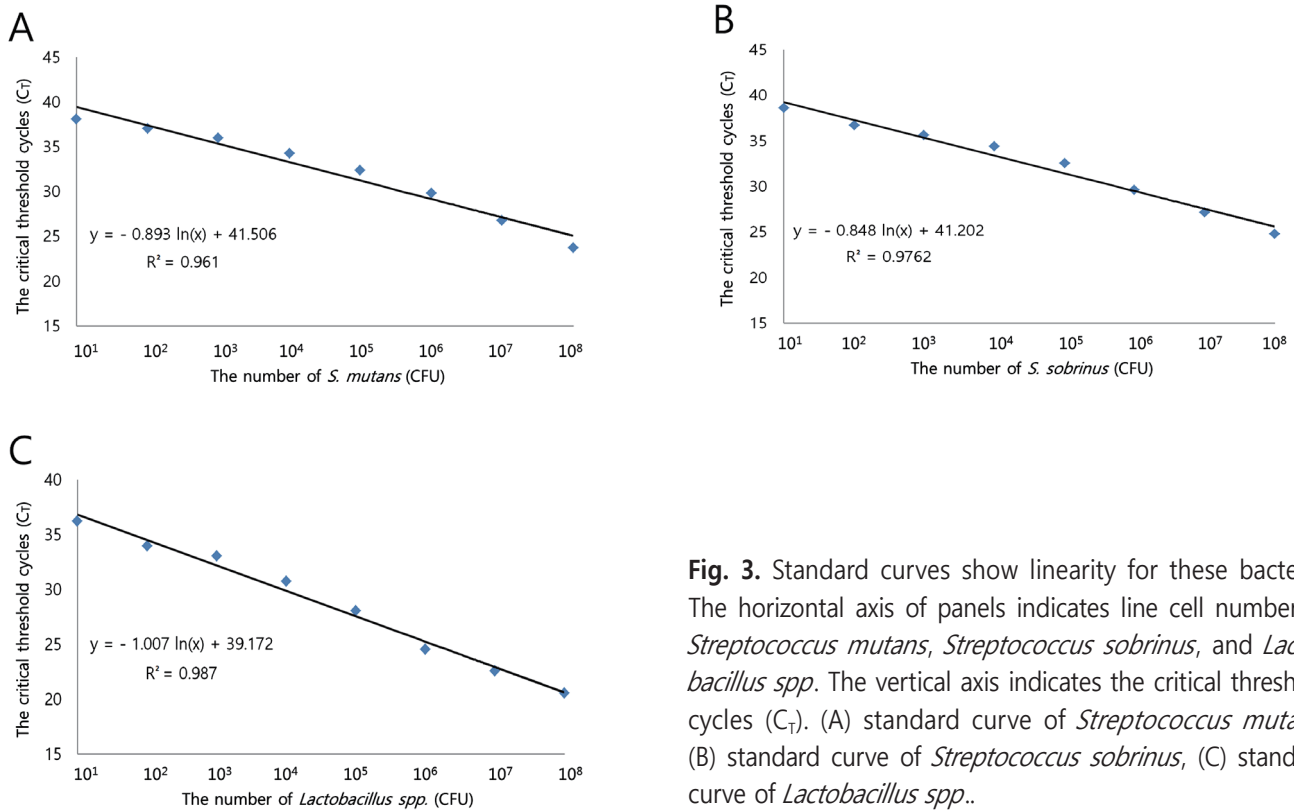 A
The critical threshold cycles (CT)
45
40
35
30
25
20
15
y = - 0.893 ln(x) + 41.506
R² = 0.961
10¹ 10² 10³ 10⁴ 10⁵ 10⁶ 10⁷ 10⁸
The number of S. mutans (CFU)
B
The critical threshold cycles (CT)
45
40
35
30
25
20
15
y = - 0.848 ln(x) + 41.202
R² = 0.9762
10¹ 10² 10³ 10⁴ 10⁵ 10⁶ 10⁷ 10⁸
The number of S. sobrinus (CFU)
C
The critical threshold cycles (CT)
40
35
30
25
20
15
y = - 1.007 ln(x) + 39.172
R² = 0.987
10¹ 10² 10³ 10⁴ 10⁵ 10⁶ 10⁷ 10⁸
The number of Lactobacillus spp. (CFU)
Fig. 3. Standard curves show linearity for these bacte
The horizontal axis of panels indicates line cell number
Streptococcus mutans, Streptococcus sobrinus, and Lac
bacillus spp. The vertical axis indicates the critical thresh
cycles (CT). (A) standard curve of Streptococcus muta
(B) standard curve of Streptococcus sobrinus, (C) stand
curve of Lactobacillus spp..